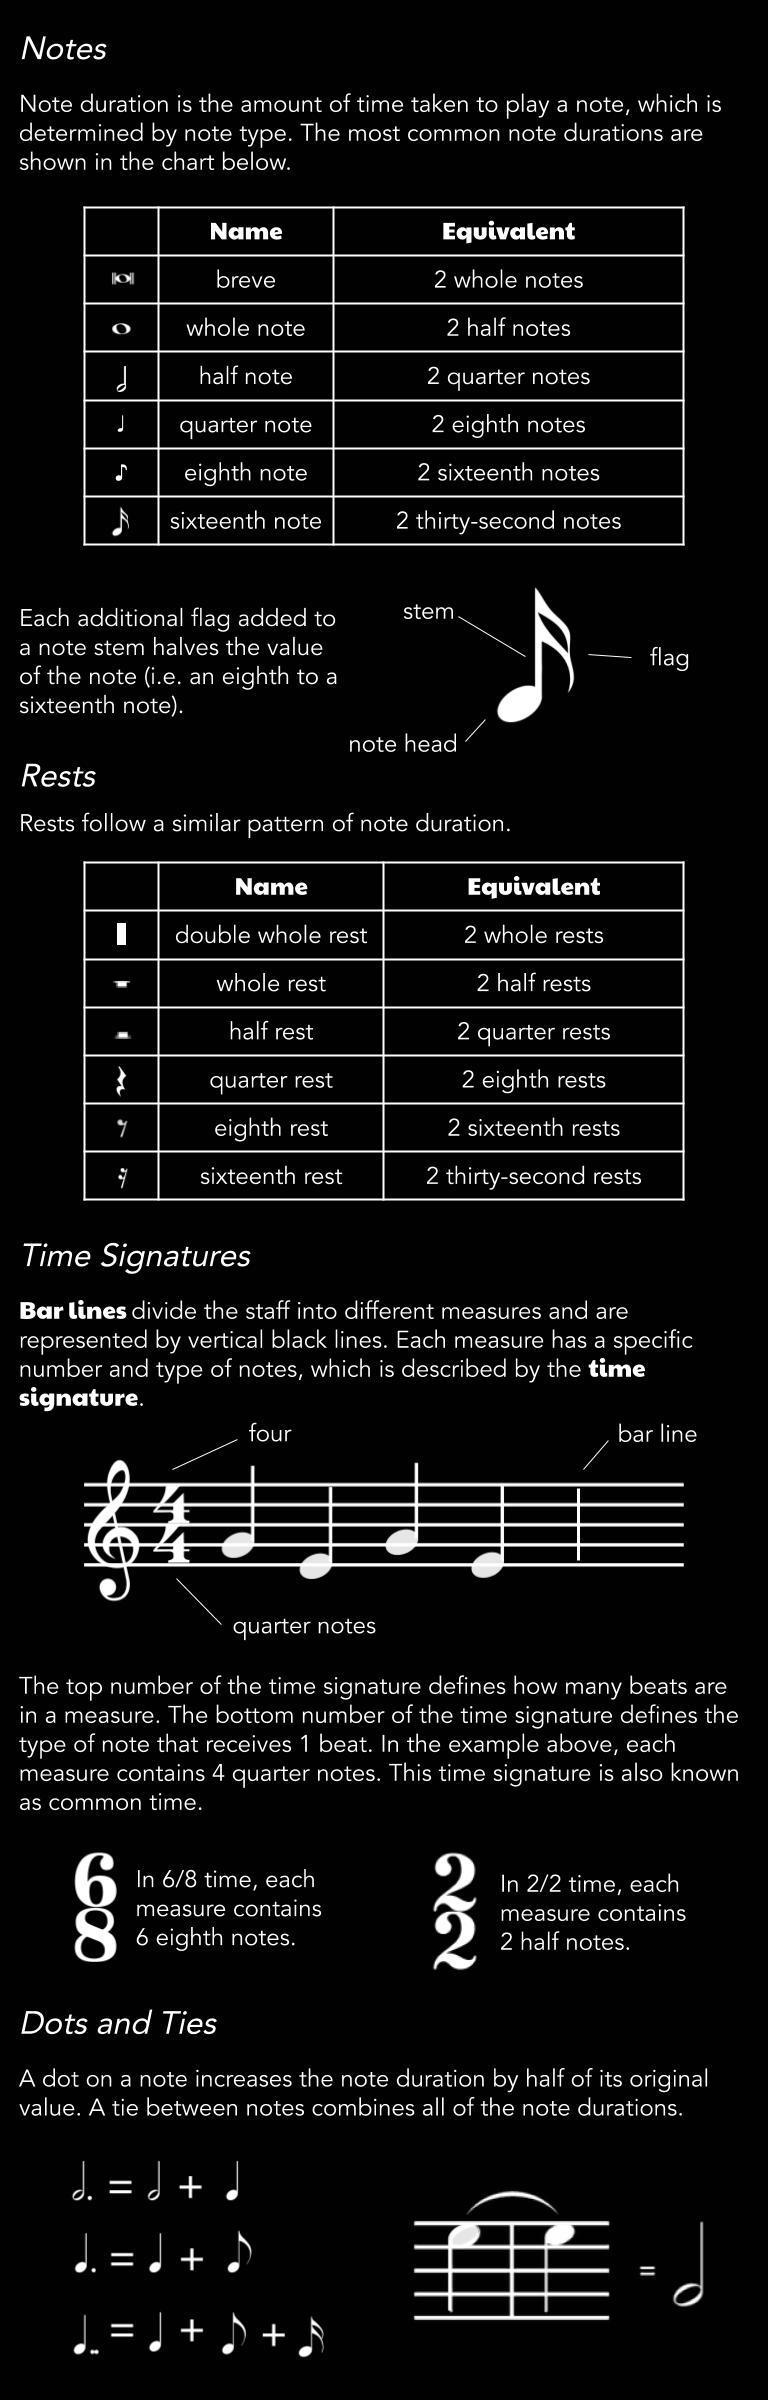 Notes
Note duration is the amount of time taken to play a note, which is
determined by note type. The most common note durations are
shown in the chart below.
Name Equivalent
breve 2 whole notes
whole note 2 half notes
half note 2 quarter notes
quarter note 2 eighth notes
eighth note 2 sixteenth notes
sixteenth note 2 thirty-second notes
Each additional flag added to
a note stem halves the value
of the note (i.e. an eighth to a
sixteenth note).
stem
flag
note head
Rests
Rests follow a similar pattern of note duration.
Name Equivalent
double whole rest 2 whole rests
whole rest 2 half rests
half rest 2 quarter rests
quarter rest 2 eighth rests
eighth rest 2 sixteenth rests
sixteenth rest 2 thirty-second rests
Time Signatures
Bar lines divide the staff into different measures and are
represented by vertical black lines. Each measure has a specific
number and type of notes, which is described by the time
signature.
four
bar line
4
4
quarter notes
The top number of the time signature defines how many beats are
in a measure. The bottom number of the time signature defines the
type of note that receives 1 beat. In the example above, each
measure contains 4 quarter notes. This time signature is also known
as common time.
6
8
In 6/8 time, each
measure contains
6 eighth notes.
2
2
In 2/2 time, each
measure contains
2 half notes.
Dots and Ties
A dot on a note increases the note duration by half of its original
value. A tie between notes combines all of the note durations.
= +
= +
= + +
=